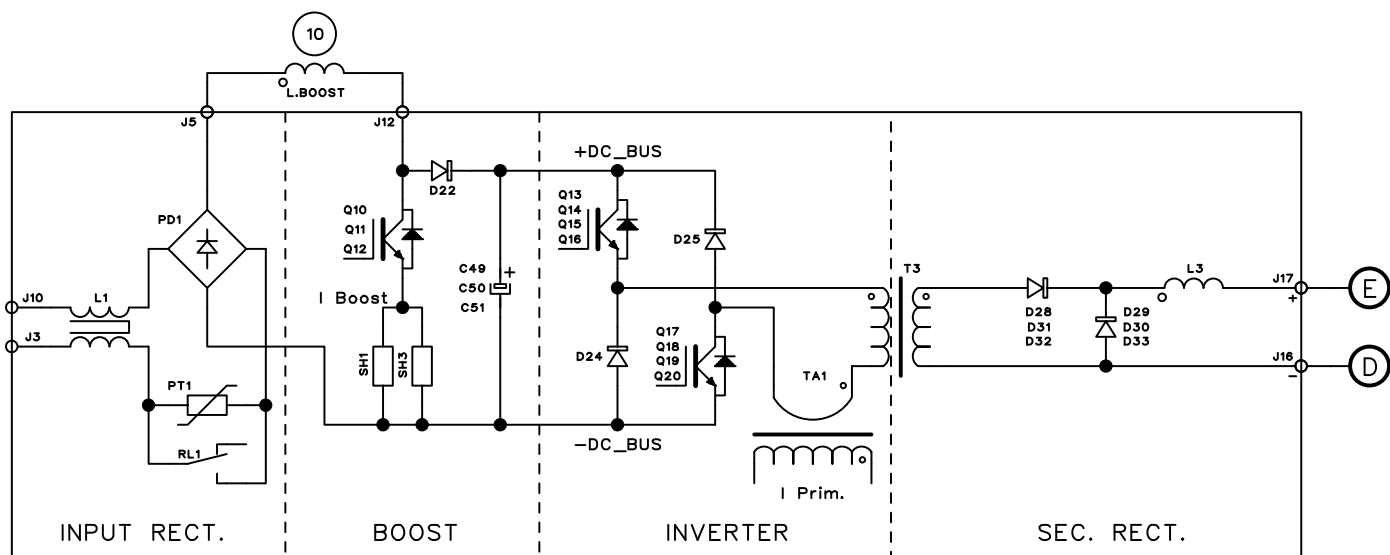 10
L.BOOST
J5
J12
+DC_BUS
D22
PD1
Q10
Q11
Q12
Q13
Q14
Q15
Q16
D25
C49
C50
C51
+
I Boost
J10
L1
J3
SH1
SH3
D24
Q17
Q18
Q19
Q20
T3
TA1
L3
J17
+
E
D28
D31
D32
D29
D30
D33
J16
−
D
PT1
RL1
−DC_BUS
I Prim.
INPUT RECT.
BOOST
INVERTER
SEC. RECT.